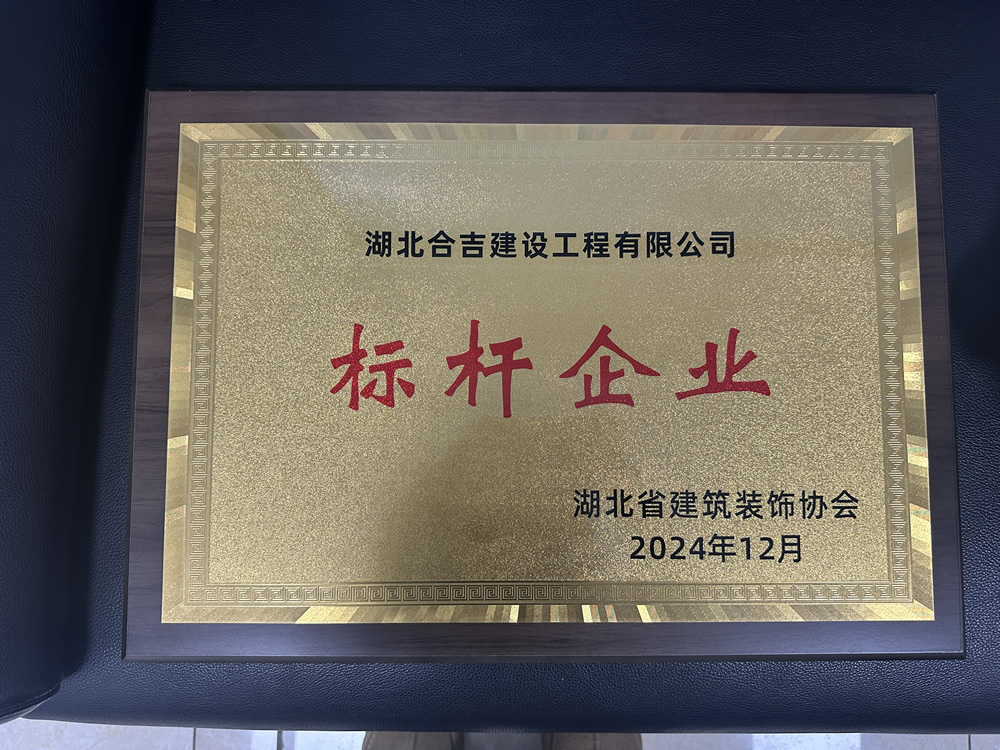 湖北合吉建设工程有限公司
标杆企业
湖北省建筑装饰协会
2024年12月